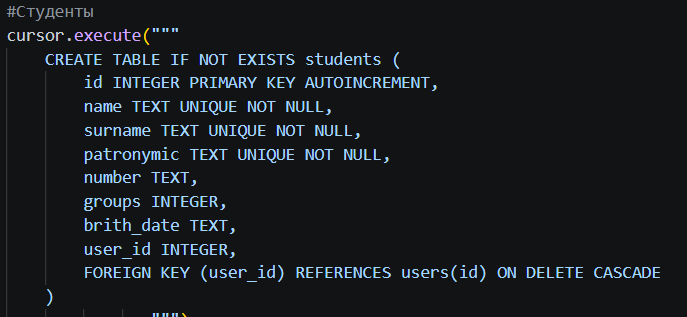 #Студенты
cursor.execute("""
CREATE TABLE IF NOT EXISTS students (
id INTEGER PRIMARY KEY AUTOINCREMENT,
name TEXT UNIQUE NOT NULL,
surname TEXT UNIQUE NOT NULL,
patronymic TEXT UNIQUE NOT NULL,
number TEXT,
groups INTEGER,
brith_date TEXT,
user_id INTEGER,
FOREIGN KEY (user_id) REFERENCES users(id) ON DELETE CASCADE
)
""")